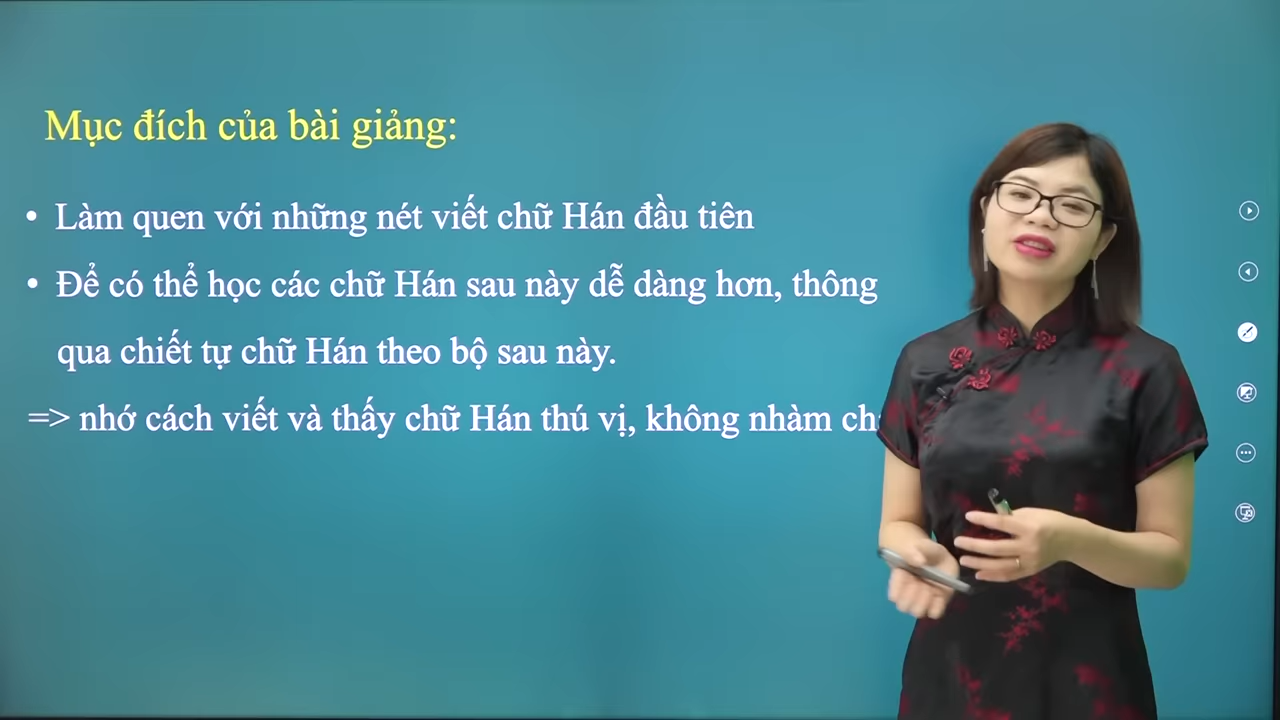 Mục đích của bài giảng:
• Làm quen với những nét viết chữ Hán đầu tiên
• Để có thể học các chữ Hán sau này dễ dàng hơn, thông
qua chiết tự chữ Hán theo bộ sau này.
=> nhớ cách viết và thấy chữ Hán thú vị, không nhàm